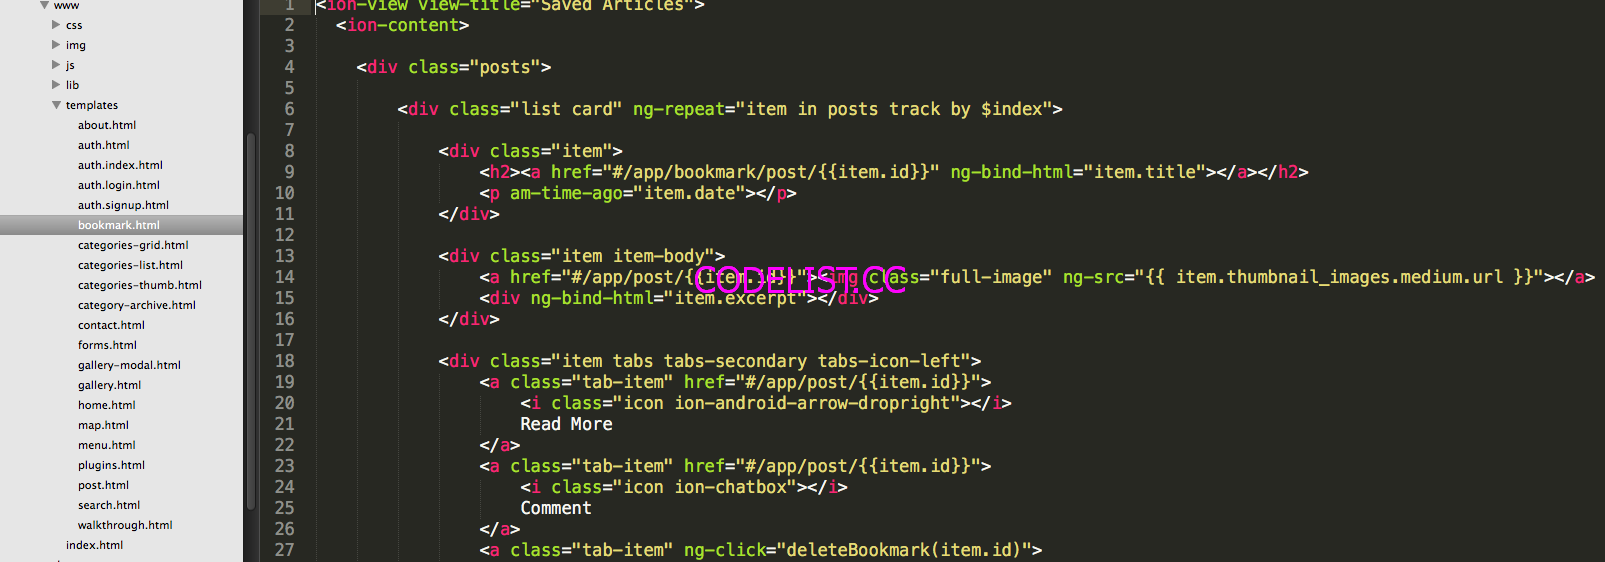 www
css
img
js
lib
templates
about.html
auth.html
auth.index.html
auth.login.html
auth.signup.html
bookmark.html
categories-grid.html
categories-list.html
categories-thumb.html
category-archive.html
contact.html
forms.html
gallery-modal.html
gallery.html
home.html
map.html
menu.html
plugins.html
post.html
search.html
walkthrough.html
index.html
1 <ion-view view-title="Saved Articles">
2 <ion-content>
3
4 <div class="posts">
5
6 <div class="list card" ng-repeat="item in posts track by $index">
7
8 <div class="item">
9 <h2><a href="#/app/bookmark/post/{{item.id}}" ng-bind-html="item.title"></a></h2>
10 <p am-time-ago="item.date"></p>
11 </div>
12
13 <div class="item item-body">
14 <a href="#/app/post/{{item.id}}"><img class="full-image" ng-src="{{ item.thumbnail_images.medium.url }}"></a>
15 <div ng-bind-html="item.excerpt"></div>
16 </div>
17
18 <div class="item tabs tabs-secondary tabs-icon-left">
19 <a class="tab-item" href="#/app/post/{{item.id}}">
20 <i class="icon ion-android-arrow-dropright"></i>
21 Read More
22 </a>
23 <a class="tab-item" href="#/app/post/{{item.id}}">
24 <i class="icon ion-chatbox"></i>
25 Comment
26 </a>
27 <a class="tab-item" ng-click="deleteBookmark(item.id)">
CODELIST.CC